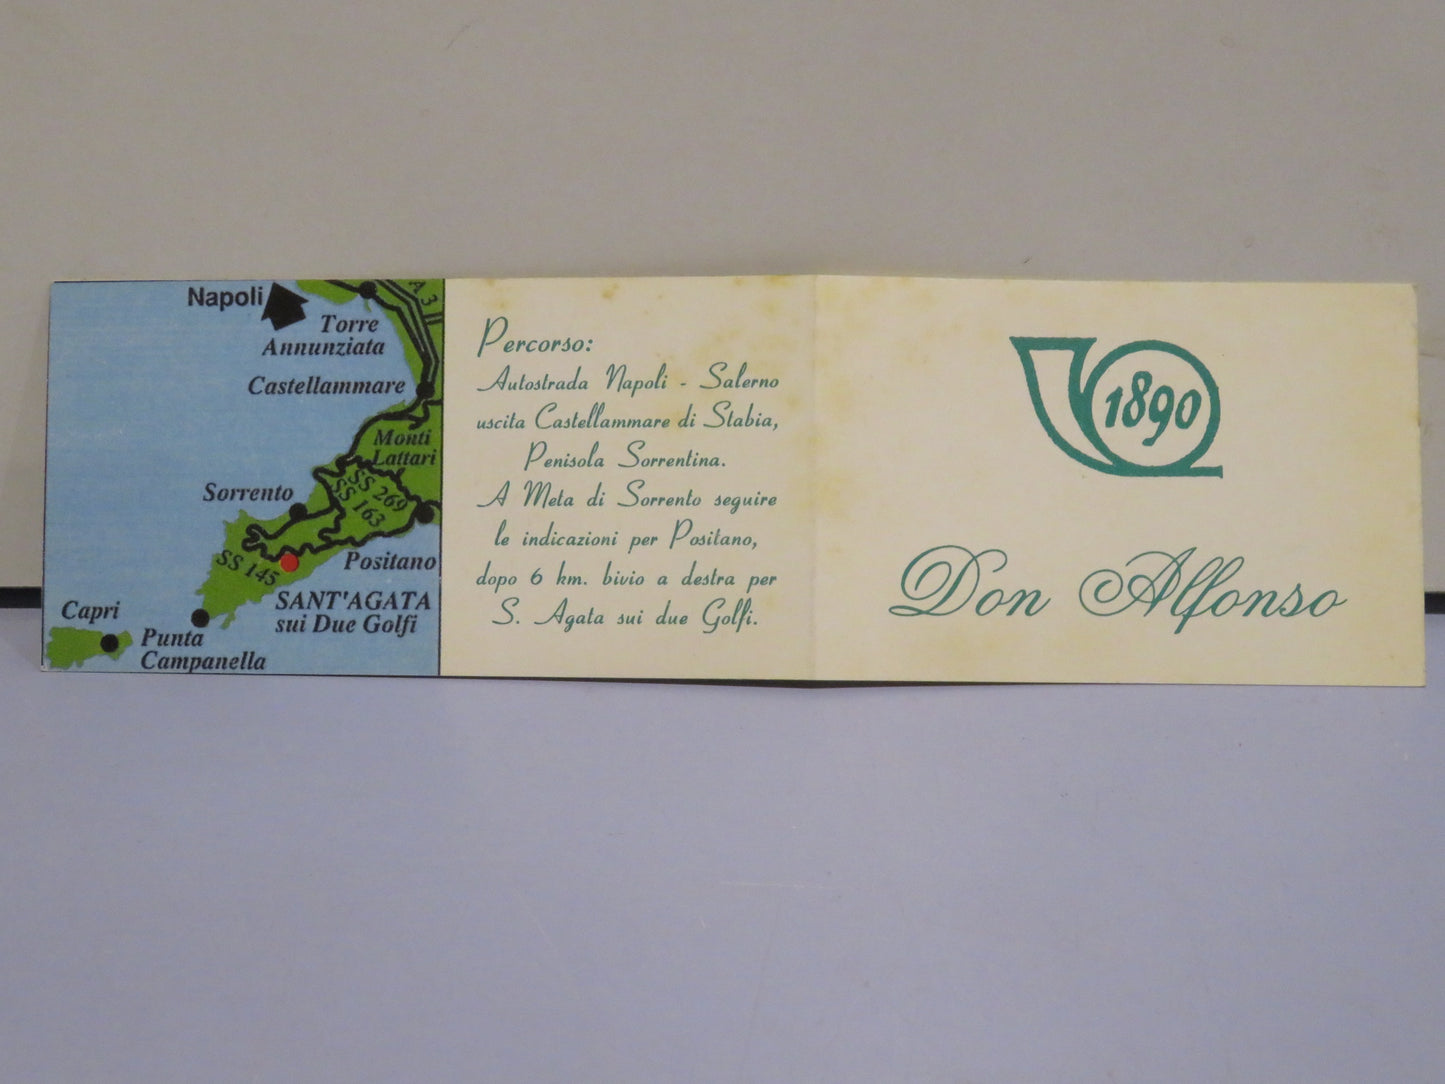 Napoli
A 3
Torre
Annunziata
Castellammare
Monti
Lattari
SS 269
SS 163
Sorrento
SS 145
Positano
SANT'AGATA
sui Due Golfi
Capri
Punta
Campanella
Percorso:
Autostrada Napoli - Salerno
uscita Castellammare di Stabia,
Penisola Sorrentina.
A Meta di Sorrento seguire
le indicazioni per Positano,
dopo 6 km. bivio a destra per
S. Agata sui due Golfi.
1890
Don Alfonso